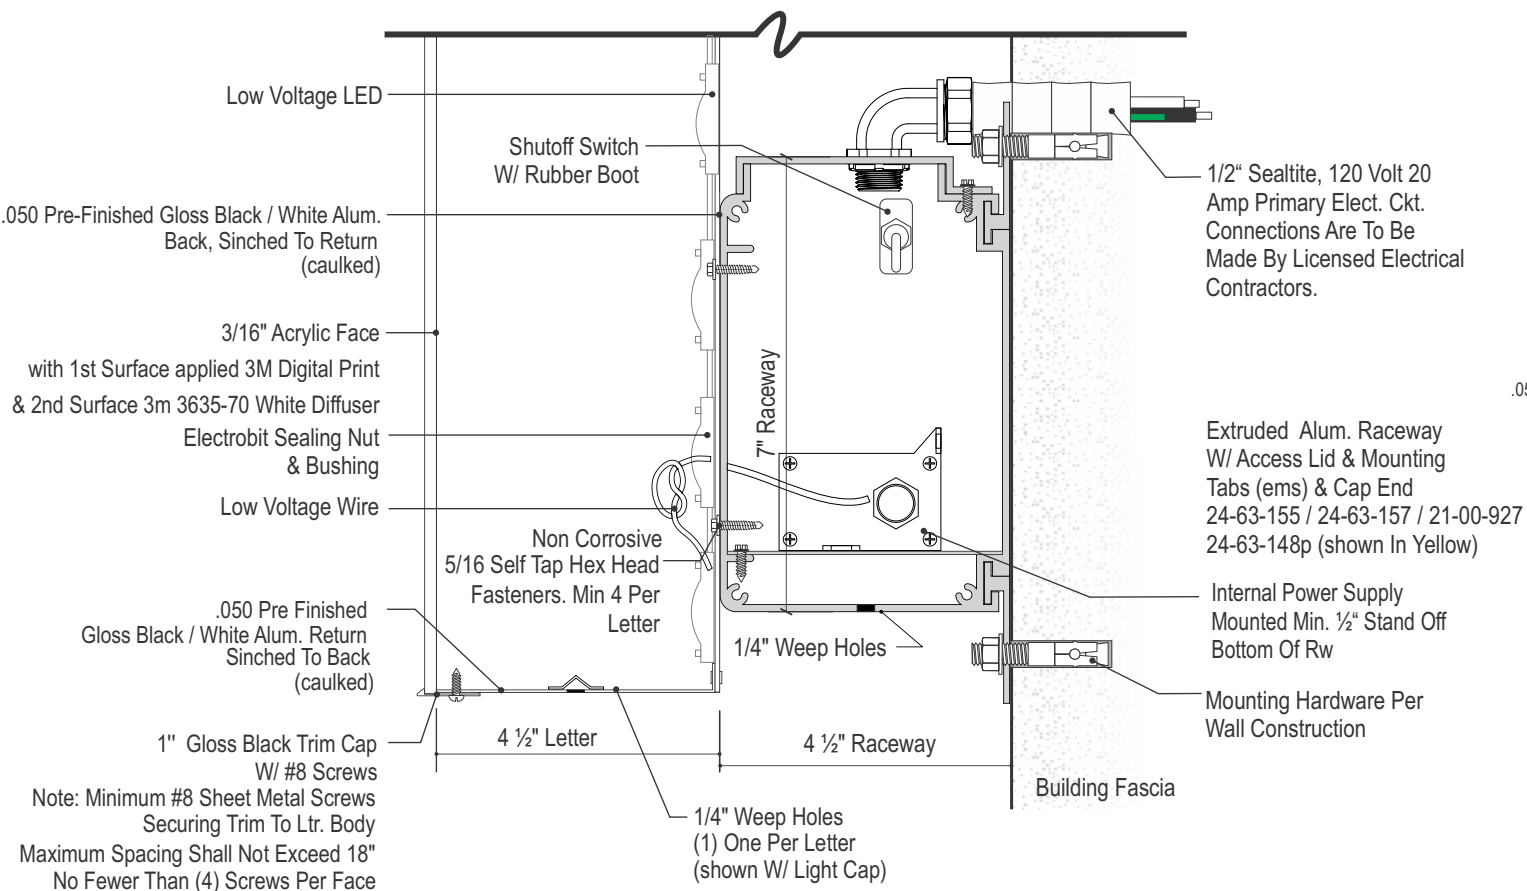 Low Voltage LED
Shutoff Switch
W/ Rubber Boot
.050 Pre-Finished Gloss Black / White Alum.
Back, Sinched To Return
(caulked)
3/16" Acrylic Face
with 1st Surface applied 3M Digital Print
& 2nd Surface 3m 3635-70 White Diffuser
Electrobit Sealing Nut
& Bushing
Low Voltage Wire
Non Corrosive
5/16 Self Tap Hex Head
Fasteners. Min 4 Per
Letter
.050 Pre Finished
Gloss Black / White Alum. Return
Sinched To Back
(caulked)
1" Gloss Black Trim Cap
W/ #8 Screws
Note: Minimum #8 Sheet Metal Screws
Securing Trim To Ltr. Body
Maximum Spacing Shall Not Exceed 18"
No Fewer Than (4) Screws Per Face
4 ½" Letter
7" Raceway
1/4" Weep Holes
4 ½" Raceway
1/4" Weep Holes
(1) One Per Letter
(shown W/ Light Cap)
1/2“ Sealtite, 120 Volt 20
Amp Primary Elect. Ckt.
Connections Are To Be
Made By Licensed Electrical
Contractors.
.05
Extruded Alum. Raceway
W/ Access Lid & Mounting
Tabs (ems) & Cap End
24-63-155 / 24-63-157 / 21-00-927
24-63-148p (shown In Yellow)
Internal Power Supply
Mounted Min. ½“ Stand Off
Bottom Of Rw
Mounting Hardware Per
Wall Construction
Building Fascia